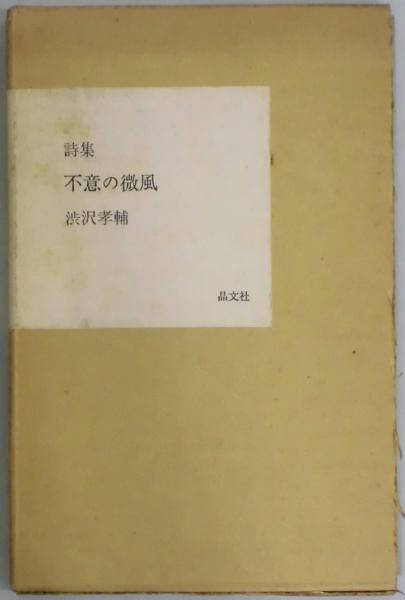 詩集
不意の微風
渋沢孝輔
晶文社